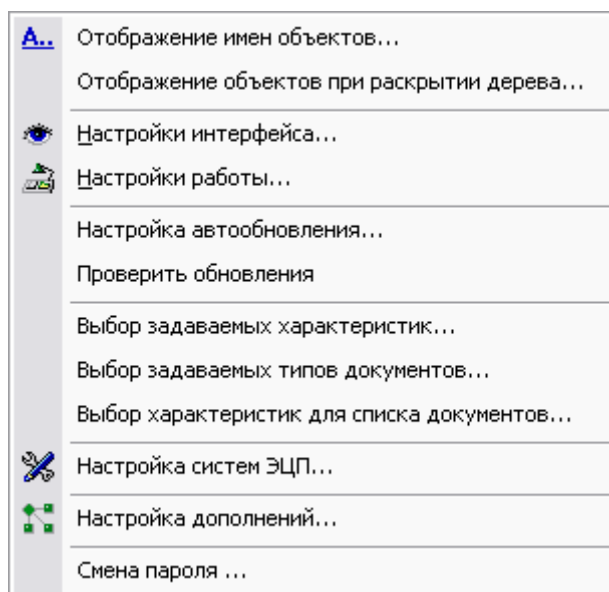 А.. Отображение имен объектов...
Отображение объектов при раскрытии дерева...
Настройки интерфейса...
Настройки работы...
Настройка автообновления...
Проверить обновления
Выбор задаваемых характеристик...
Выбор задаваемых типов документов...
Выбор характеристик для списка документов...
Настройка систем ЭЦП...
Настройка дополнений...
Смена пароля ...